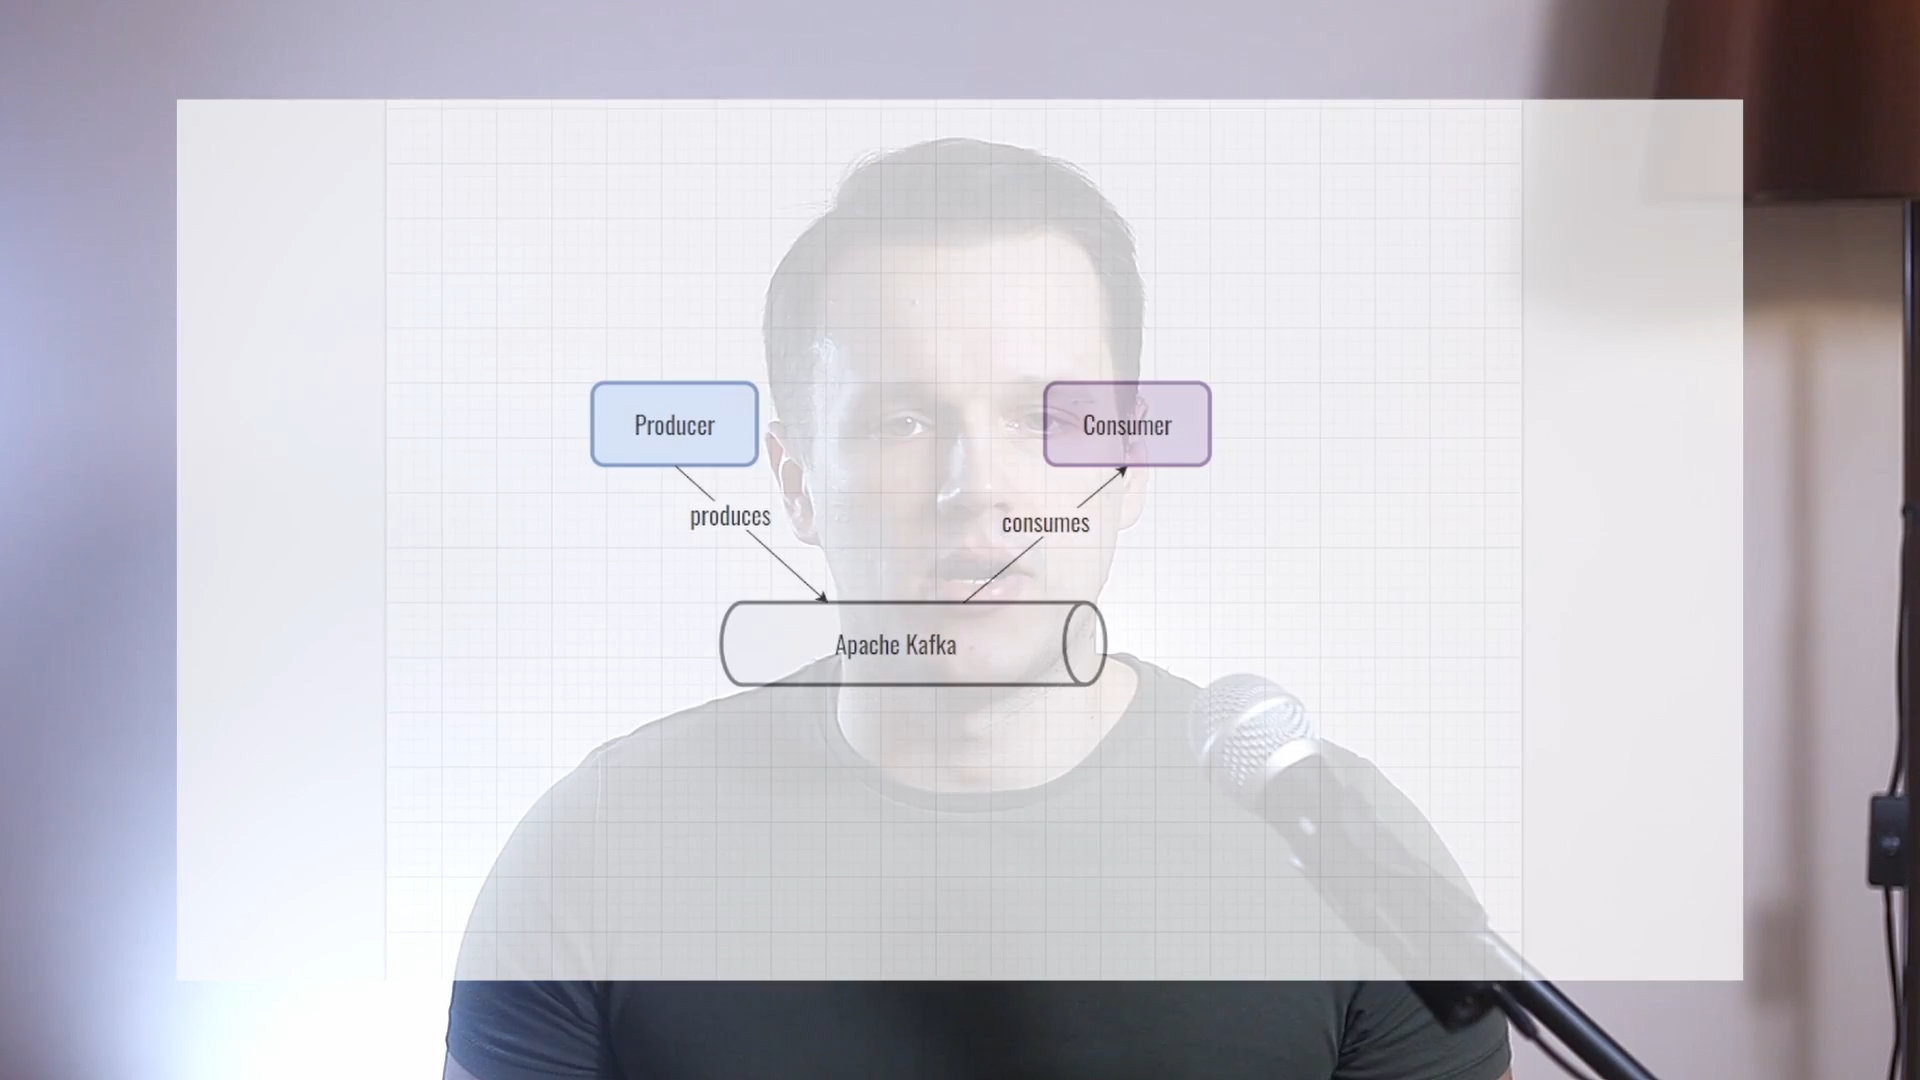 Producer
Consumer
produces
consumes
Apache Kafka